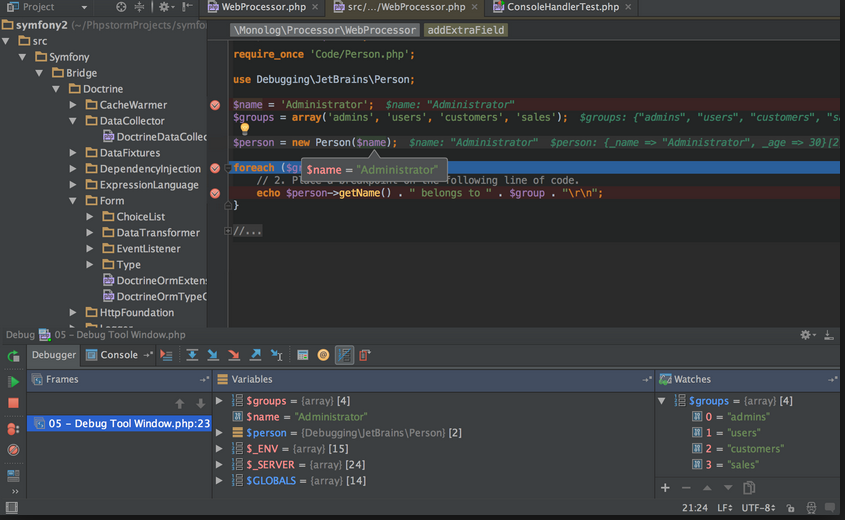 Project
WebProcessor.php
src/.../WebProcessor.php
ConsoleHandlerTest.php
symfony2 (~/PhpstormProjects/symfo
src
Symfony
Bridge
Doctrine
CacheWarmer
DataCollector
DoctrineDataCollec
DataFixtures
DependencyInjection
ExpressionLanguage
Form
ChoiceList
DataTransformer
EventListener
Type
DoctrineOrmExtens
DoctrineOrmTypeG
HttpFoundation
\Monolog\Processor\WebProcessor
addExtraField
require_once 'Code/Person.php';
use Debugging\JetBrains\Person;
$name = 'Administrator'; $name: "Administrator"
$groups = array('admins', 'users', 'customers', 'sales'); $groups: {"admins", "users", "customers", "sa
$person = new Person($name); $name: "Administrator" $person: {_name => "Administrator", _age => 30}[2
foreach ($g
$name = "Administrator"
// 2. Place a breakpoint on the following line of code.
echo $person->getName() . " belongs to " . $group . "\r\n";
}
//...
Debug 05 – Debug Tool Window.php
Debugger
Console
Frames
Variables
Watches
05 – Debug Tool Window.php:23
$groups = {array} [4]
$name = "Administrator"
$person = {Debugging\JetBrains\Person} [2]
$_ENV = {array} [15]
$_SERVER = {array} [24]
$GLOBALS = {array} [14]
$groups = {array} [4]
0 = "admins"
1 = "users"
2 = "customers"
3 = "sales"
21:24 LF UTF-8